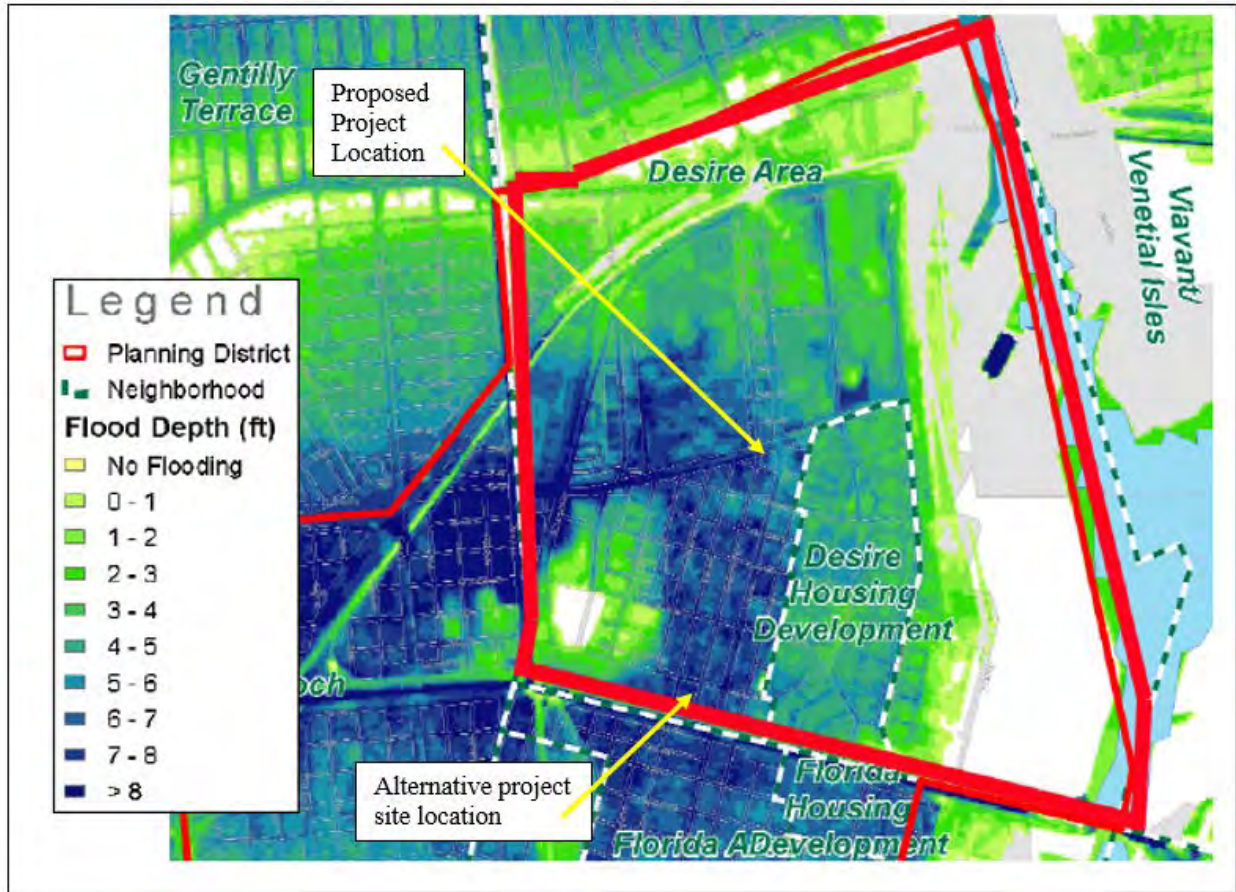 Gentilly
Terrace
Proposed
Project
Location
Desire Area
Viavant/
Venetial Isles
Legend
Planning District
Neighborhood
Flood Depth (ft)
No Flooding
0 - 1
1 - 2
2 - 3
3 - 4
4 - 5
5 - 6
6 - 7
7 - 8
> 8
Desire
Housing
Development
och
Alternative project
site location
Florida
Housing
Florida ADevelopment